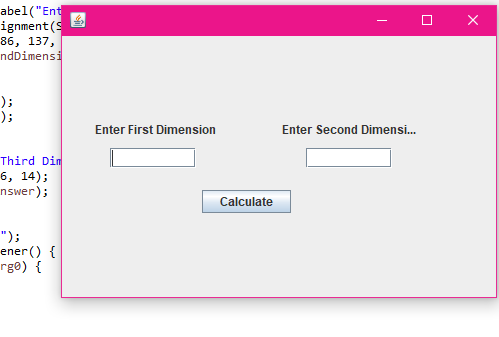 abel("Ent
ignment(S
86, 137,
ndDimensi
);
);
Enter First Dimension
Enter Second Dimensi...
Third Dim
6, 14);
nswer);
Calculate
");
ener() {
rg0) {